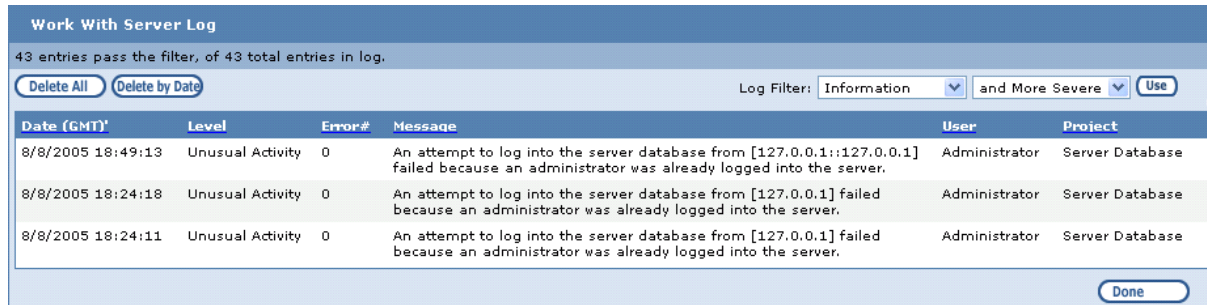 Work With Server Log
43 entries pass the filter, of 43 total entries in log.
Delete All Delete by Date Log Filter: Information and More Severe Use
Date (GMT)' Level Error# Message User Project
8/8/2005 18:49:13 Unusual Activity 0 An attempt to log into the server database from [127.0.0.1::127.0.0.1] Administrator Server Database
failed because an administrator was already logged into the server.
8/8/2005 18:24:18 Unusual Activity 0 An attempt to log into the server database from [127.0.0.1] failed Administrator Server Database
because an administrator was already logged into the server.
8/8/2005 18:24:11 Unusual Activity 0 An attempt to log into the server database from [127.0.0.1] failed Administrator Server Database
because an administrator was already logged into the server.
Done